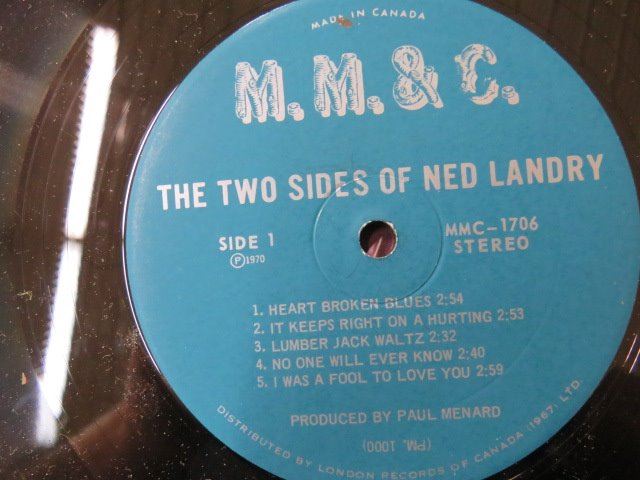 MADE IN CANADA
M.M.&C.
THE TWO SIDES OF NED LANDRY
SIDE 1
Ⓟ1970
MMC-1706
STEREO
1. HEART BROKEN BLUES 2:54
2. IT KEEPS RIGHT ON A HURTING 2:53
3. LUMBER JACK WALTZ 2:32
4. NO ONE WILL EVER KNOW 2:40
5. I WAS A FOOL TO LOVE YOU 2:59
PRODUCED BY PAUL MENARD
(PM. 1000)
DISTRIBUTED BY LONDON RECORDS OF CANADA (1967) LTD.